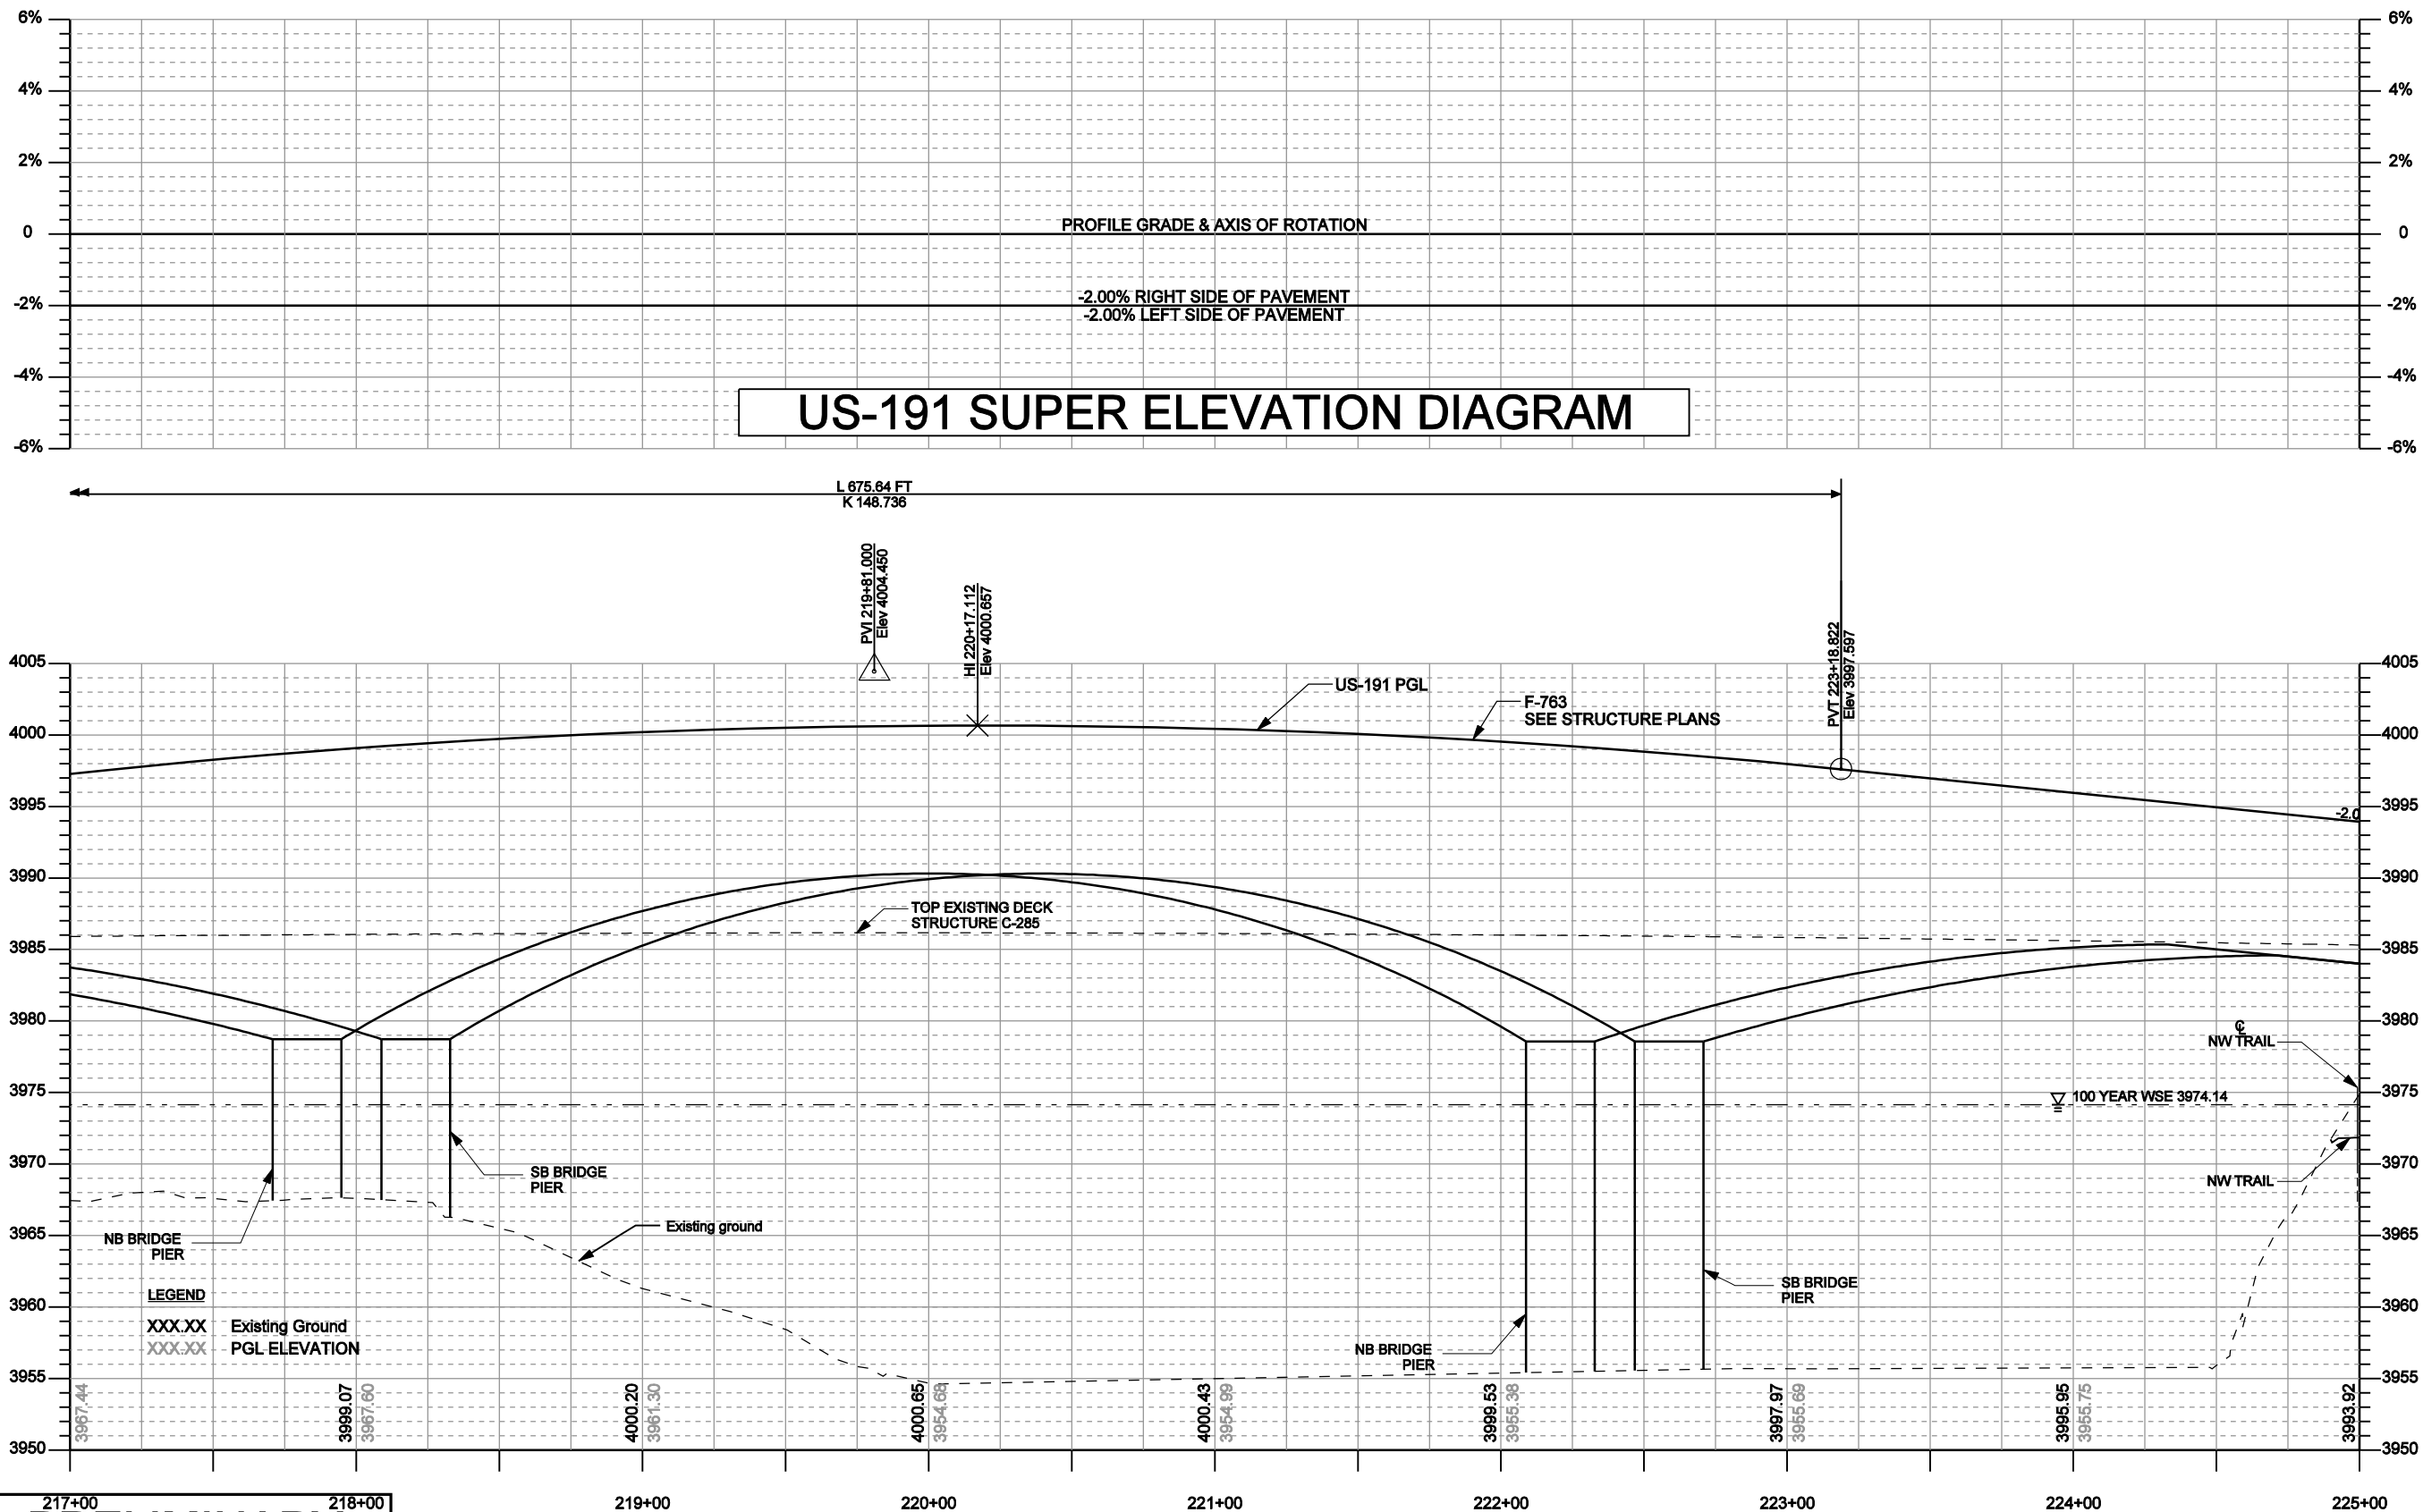 6% 6%
4% 4%
2% 2%
PROFILE GRADE & AXIS OF ROTATION
0 0
-2.00% RIGHT SIDE OF PAVEMENT
-2% -2%
-2.00% LEFT SIDE OF PAVEMENT
-4% -4%
US-191 SUPER ELEVATION DIAGRAM
-6% -6%
L 675.64 FT
K 148.736
PVI 219+81.000
Elev 4004.450
HI 220+17.112
Elev 4000.657
PVT 223+18.822
Elev 3997.597
4005 4005
US-191 PGL
F-763
SEE STRUCTURE PLANS
4000 4000
3995 3995
-2.0
3990 3990
TOP EXISTING DECK
STRUCTURE C-285
3985 3985
3980 3980
CL
NW TRAIL
3975 3975
100 YEAR WSE 3974.14
3970 3970
SB BRIDGE
PIER
NW TRAIL
3965 3965
Existing ground
NB BRIDGE
PIER
SB BRIDGE
PIER
LEGEND
3960 3960
XXX.XX Existing Ground
XXX.XX PGL ELEVATION
NB BRIDGE
PIER
3955 3955
3967.44
3999.07
3967.60
4000.20
3961.30
4000.65
3954.68
4000.43
3954.99
3999.53
3955.38
3997.97
3955.69
3995.95
3955.75
3993.92
3950 3950
217+00 218+00 219+00 220+00 221+00 222+00 223+00 224+00 225+00